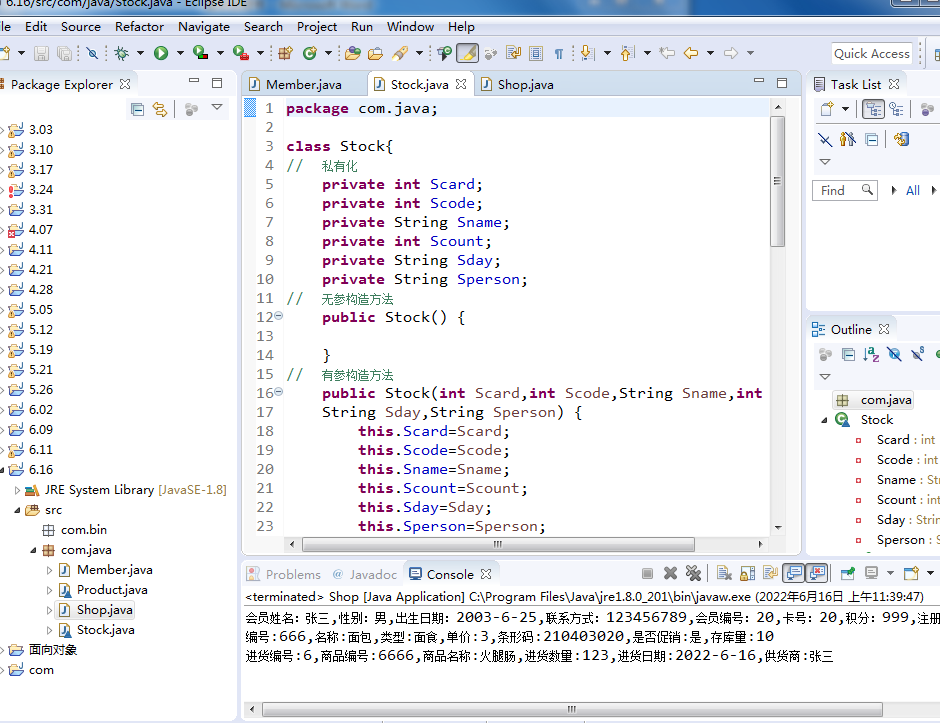 6.16/src/com/java/Stock.java - Eclipse IDE
Edit Source Refactor Navigate Search Project Run Window Help
Quick Access
Package Explorer
3.03
3.10
3.17
3.24
3.31
4.07
4.11
4.21
4.28
5.05
5.12
5.19
5.21
5.26
6.02
6.09
6.11
6.16
JRE System Library [JavaSE-1.8]
src
com.bin
com.java
Member.java
Product.java
Shop.java
Stock.java
面向对象
com
Member.java Stock.java Shop.java
1 package com.java;
2
3 class Stock{
4 // 私有化
5 private int Scard;
6 private int Scode;
7 private String Sname;
8 private int Scount;
9 private String Sday;
10 private String Sperson;
11 // 无参构造方法
12 public Stock() {
13
14 }
15 // 有参构造方法
16 public Stock(int Scard,int Scode,String Sname,int
17 String Sday,String Sperson) {
18 this.Scard=Scard;
19 this.Scode=Scode;
20 this.Sname=Sname;
21 this.Scount=Scount;
22 this.Sday=Sday;
23 this.Sperson=Sperson;
Task List
Find All
Outline
com.java
Stock
Scard : int
Scode : int
Sname : Str
Scount : int
Sday : String
Sperson : S
Problems @ Javadoc Console
<terminated> Shop [Java Application] C:\Program Files\Java\jre1.8.0_201\bin\javaw.exe (2022年6月16日 上午11:39:47)
会员姓名：张三,性别：男,出生日期：2003-6-25,联系方式：123456789,会员编号：20,卡号：20,积分：999,注册
编号:666,名称:面包,类型:面食,单价:3,条形码:210403020,是否促销:是,存库量:10
进货编号:6,商品编号:6666,商品名称:火腿肠,进货数量:123,进货日期:2022-6-16,供货商:张三